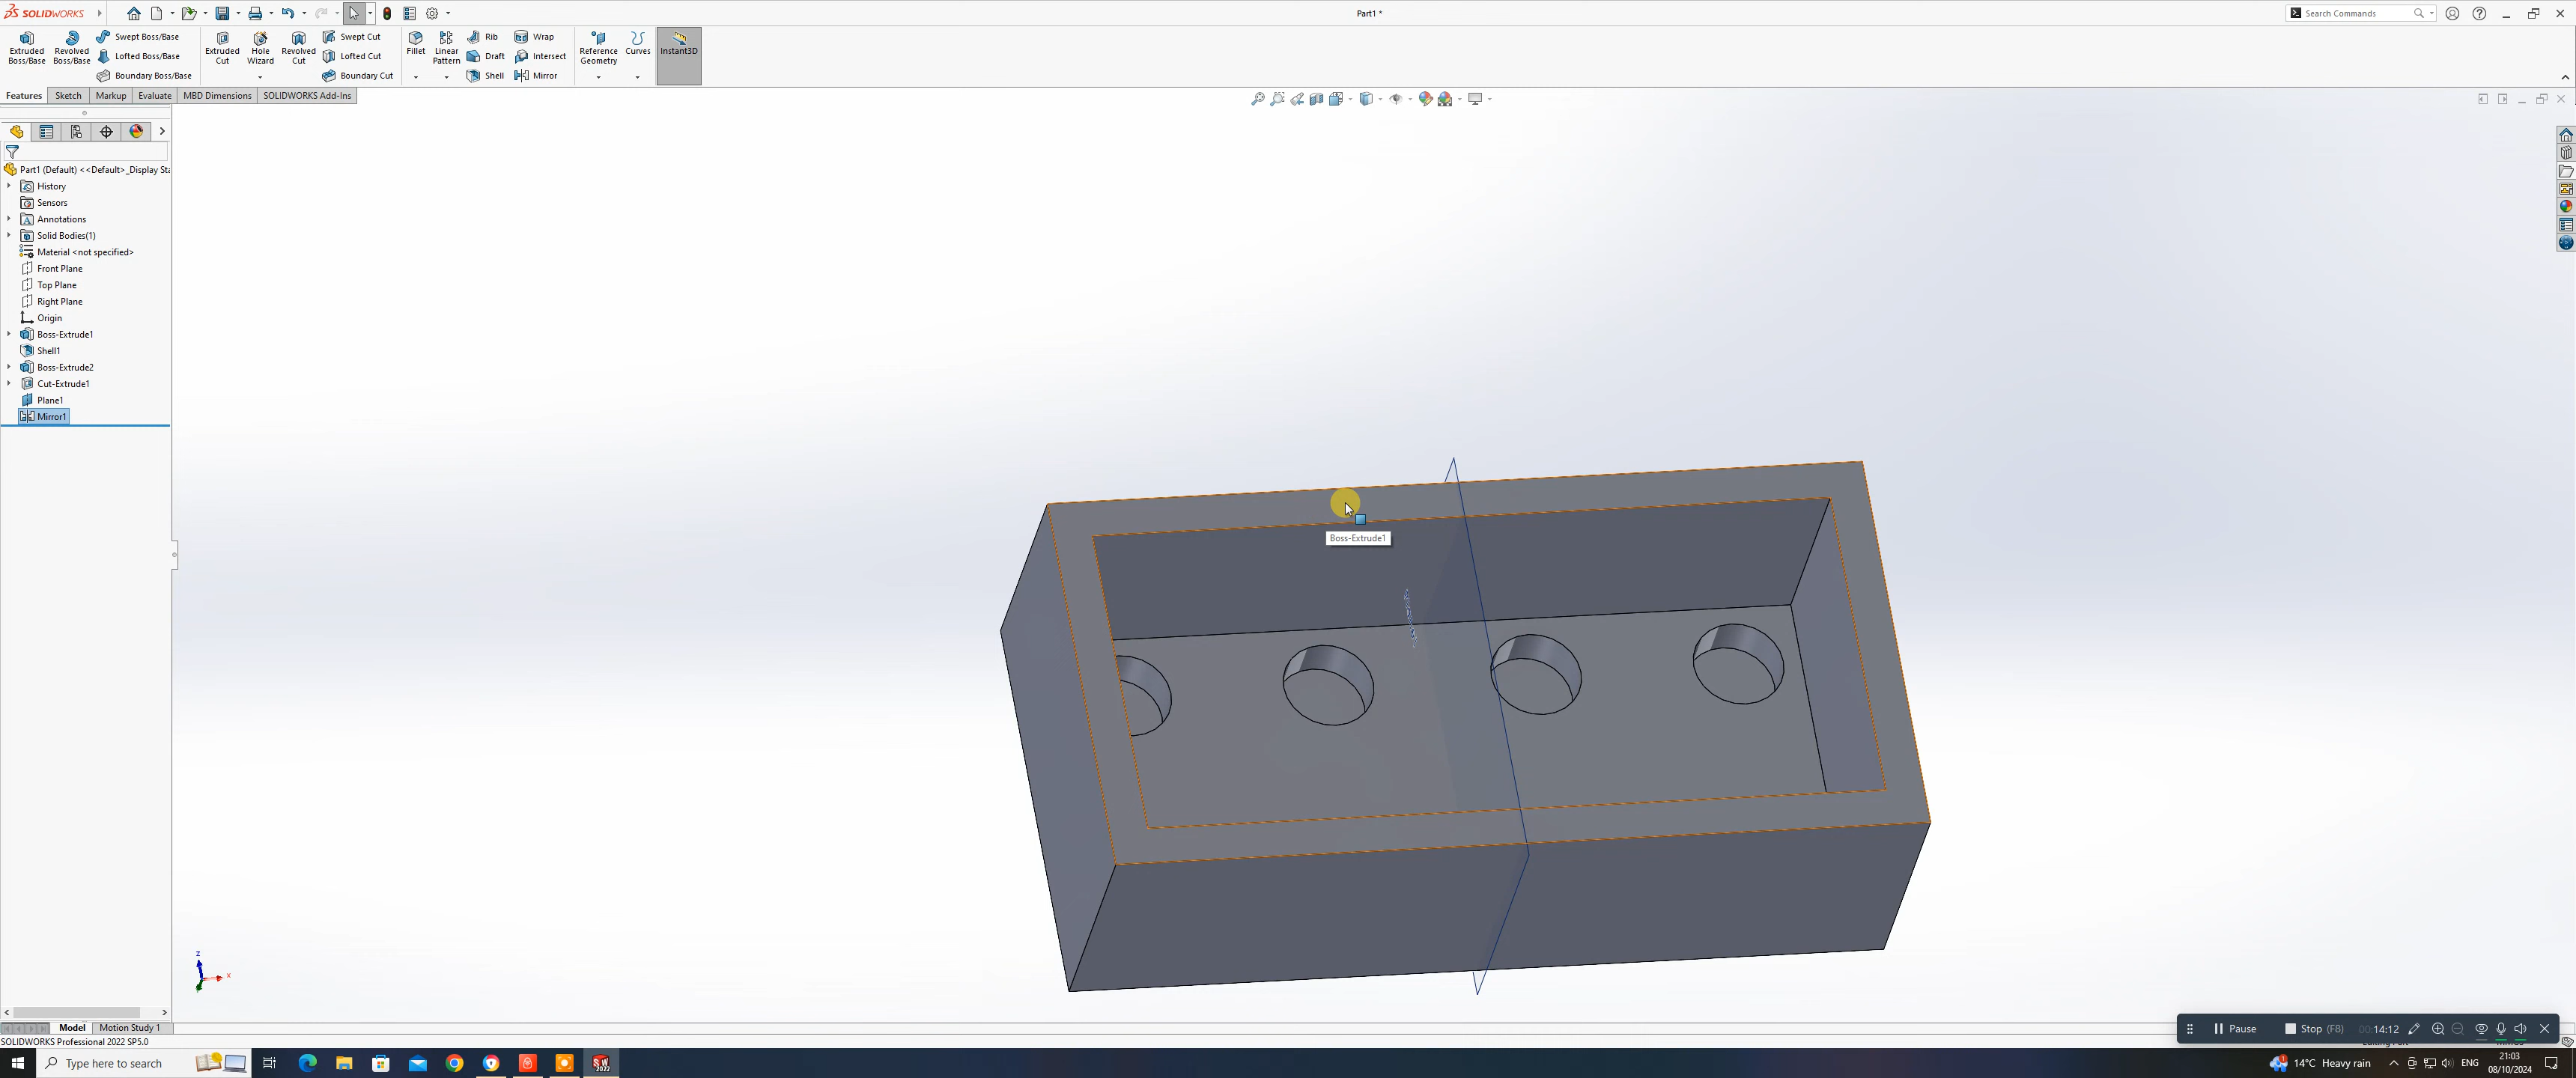 SOLIDWORKS
Part1 *
Search Commands
Extruded Boss/Base
Revolved Boss/Base
Swept Boss/Base
Lofted Boss/Base
Boundary Boss/Base
Extruded Cut
Hole Wizard
Revolved Cut
Swept Cut
Lofted Cut
Boundary Cut
Fillet
Linear Pattern
Rib
Draft
Shell
Wrap
Intersect
Mirror
Reference Geometry
Curves
Instant3D
Features
Sketch
Markup
Evaluate
MBD Dimensions
SOLIDWORKS Add-Ins
Part1 (Default) <<Default>_Display Sta
History
Sensors
Annotations
Solid Bodies(1)
Material <not specified>
Front Plane
Top Plane
Right Plane
Origin
Boss-Extrude1
Shell1
Boss-Extrude2
Cut-Extrude1
Plane1
Mirror1
Boss-Extrude1
z
x
Model
Motion Study 1
SOLIDWORKS Professional 2022 SP5.0
Pause
Stop (F8)
00:14:12
Type here to search
14°C Heavy rain
ENG
21:03
08/10/2024